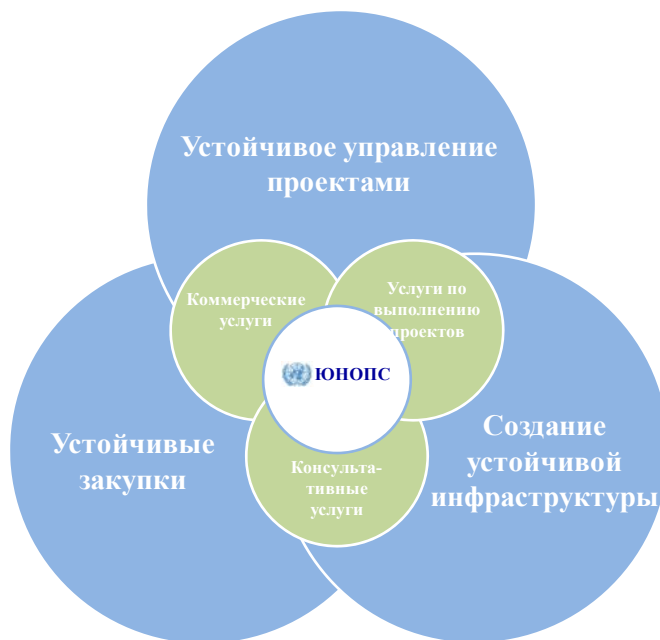 Устойчивое управление
проектами
Коммерческие
услуги
Услуги по
выполнению
проектов
ЮНОПС
Устойчивые
закупки
Консульта-
тивные
услуги
Создание
устойчивой
инфраструктуры